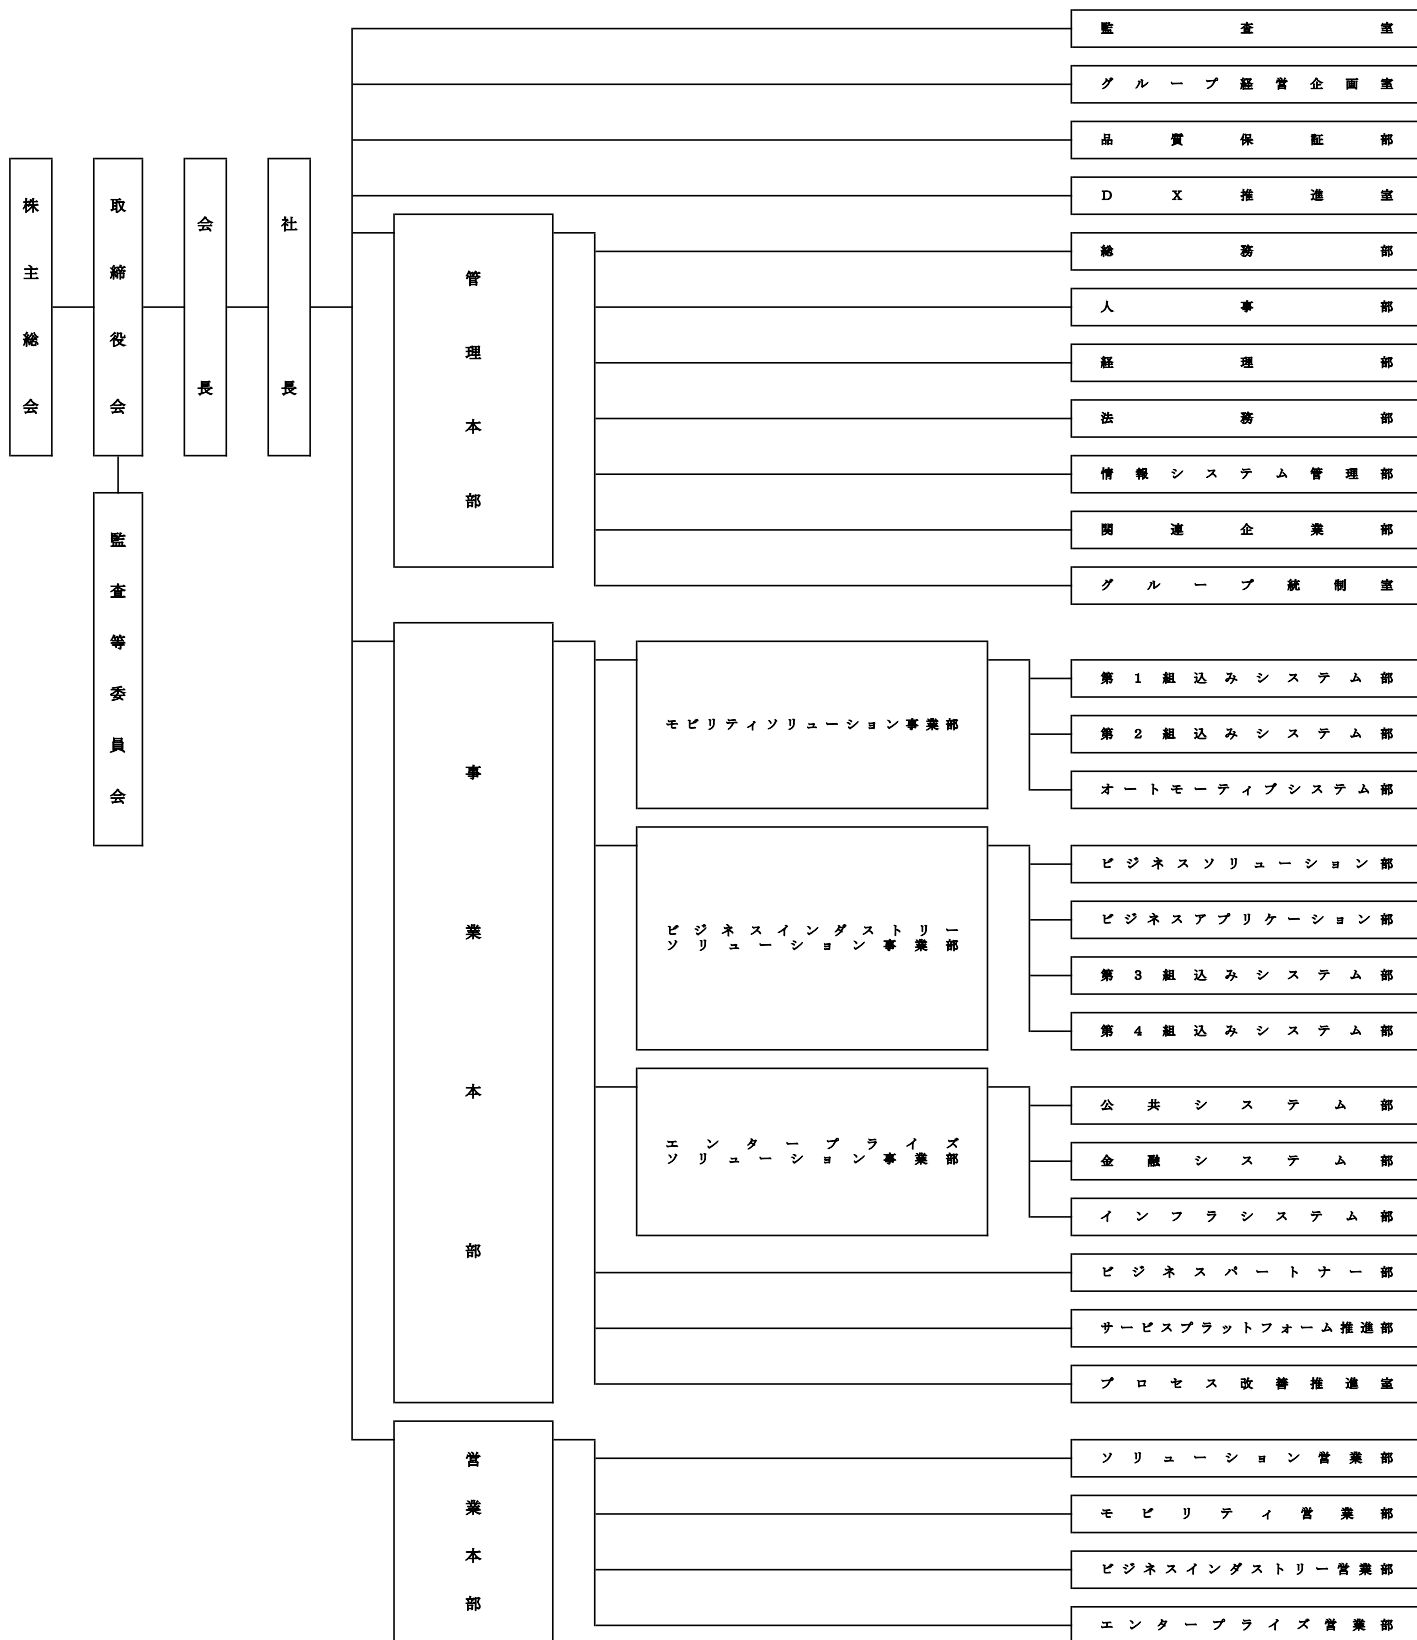 株主総会
取締役会
監査等委員会
会長
社長
監査室
グループ経営企画室
品質保証部
DX推進室
管理本部
総務部
人事部
経理部
法務部
情報システム管理部
関連企業部
グループ統制室
事業本部
モビリティソリューション事業部
第1組込みシステム部
第2組込みシステム部
オートモーティブシステム部
ビジネスインダストリー
ソリューション事業部
ビジネスソリューション部
ビジネスアプリケーション部
第3組込みシステム部
第4組込みシステム部
エンタープライズ
ソリューション事業部
公共システム部
金融システム部
インフラシステム部
ビジネスパートナー部
サービスプラットフォーム推進部
プロセス改善推進室
営業本部
ソリューション営業部
モビリティ営業部
ビジネスインダストリー営業部
エンタープライズ営業部